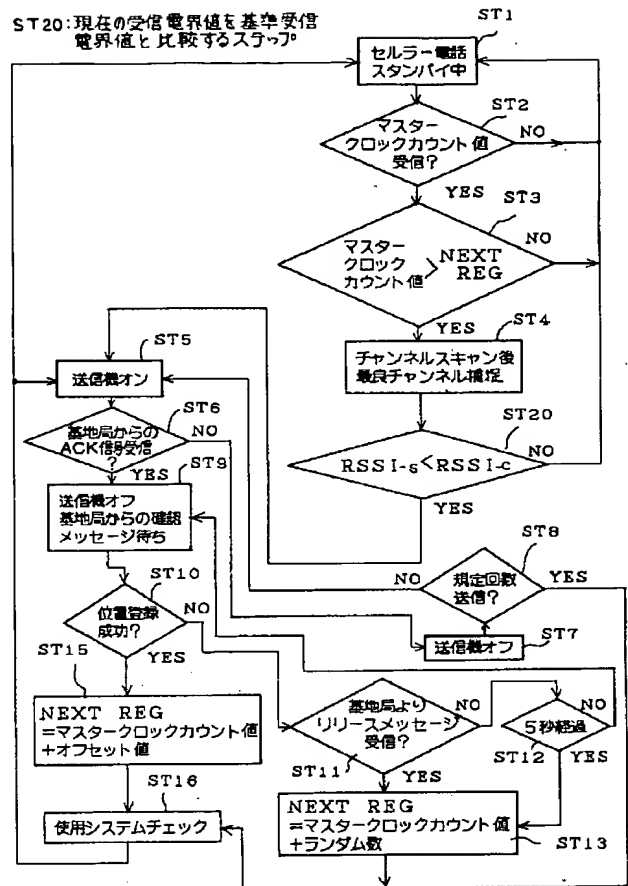 ST20:現在の受信電界値を基準受信
電界値と比較するステップ
ST1
セルラー電話
スタンバイ中
ST2
マスター
クロックカウント値
受信?
NO
YES
ST3
マスター
クロック
カウント値
>
NEXT
REG
NO
YES
ST4
チャンネルスキャン後
最良チャンネル補捉
ST5
送信機オン
ST6
基地局からの
ACK信号受信
?
NO
YES
ST20
RSSI-s<RSSI-c
NO
YES
ST9
送信機オフ
基地局からの確認
メッセージ待ち
ST8
規定回数
送信?
NO
YES
ST7
送信機オフ
ST10
位置登録
成功?
NO
YES
ST15
NEXT REG
=マスタークロックカウント値
+オフセット値
基地局より
リリースメッセージ
受信?
NO
ST11
YES
5秒経過
NO
ST12
YES
ST16
使用システムチェック
NEXT REG
=マスタークロックカウント値
+ランダム数
ST13